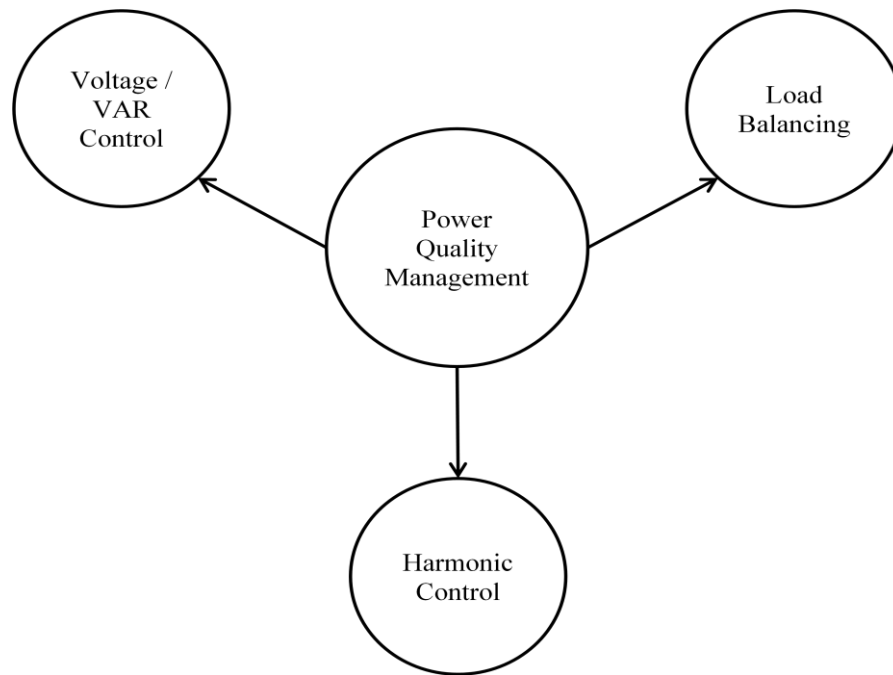 Voltage /
VAR
Control
Load
Balancing
Power
Quality
Management
Harmonic
Control